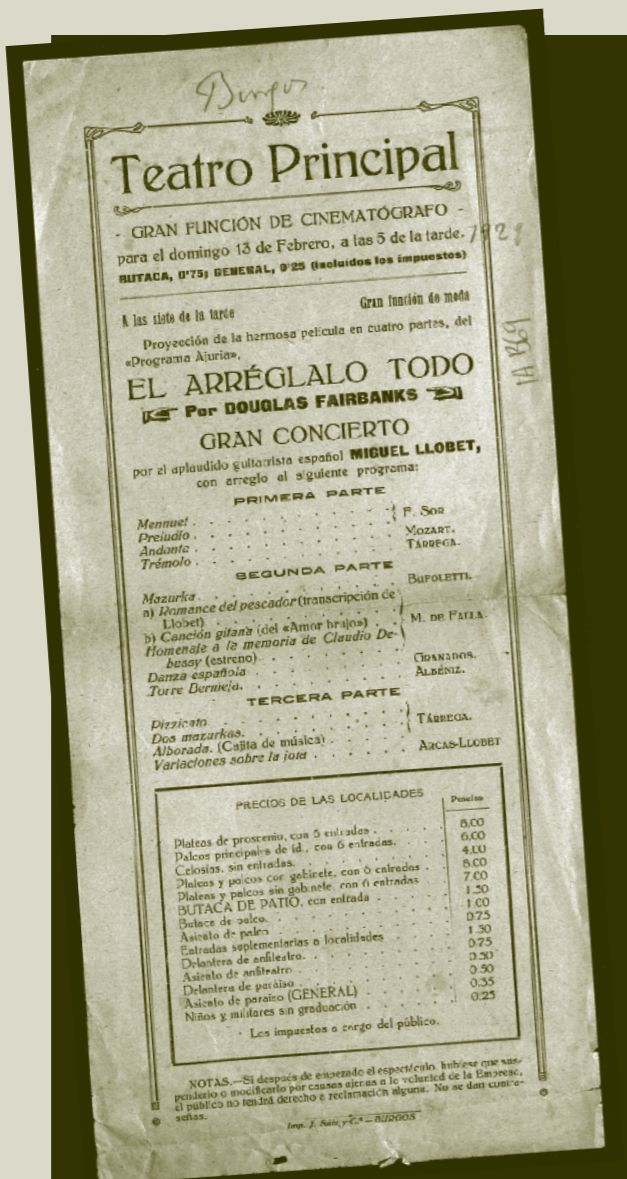 Burgos
Teatro Principal
- GRAN FUNCIÓN DE CINEMATÓGRAFO -
para el domingo 13 de Febrero, a las 5 de la tarde. 1921
BUTACA, 0'75; GENERAL, 0'25 (incluidos los impuestos)
A las siete de la tarde Gran función de moda
Proyección de la hermosa película en cuatro partes, del
«Programa Ajuria»,
EL ARRÉGLALO TODO
Por DOUGLAS FAIRBANKS
GRAN CONCIERTO
por el aplaudido guitarrista español MIGUEL LLOBET,
con arreglo al siguiente programa:
PRIMERA PARTE
Mennuet
Preludio F. SOR
Andante MOZART.
Trémolo TÁRREGA.
SEGUNDA PARTE
Mazurka BUFOLETTI.
a) Romance del pescador (transcripción de
Llobet)
b) Canción gitana (del «Amor brujo») M. DE FALLA.
Homenaje a la memoria de Claudio De-
bussy (estreno)
Danza española GRANADOS.
Torre Bermeja. ALBÉNIZ.
TERCERA PARTE
Pizzicato
Dos mazurkas. TÁRREGA.
Alborada. (Cajita de música)
Variaciones sobre la jota ARCAS-LLOBET
PRECIOS DE LAS LOCALIDADES Pesetas
Plateas de proscenio, con 5 entradas 8,00
Palcos principales de id., con 6 entradas. 6,00
Celosías, sin entradas. 4,00
Plateas y palcos con gabinete, con 6 entradas 8,00
Plateas y palcos sin gabinete, con 6 entradas 7,00
BUTACA DE PATIO, con entrada 1,50
Butaca de palco. 1,00
Asiento de palco 0,75
Entradas suplementarias a localidades 1,50
Delantera de anfiteatro. 0,75
Asiento de anfiteatro 0,50
Delantera de paraíso 0,50
Asiento de paraíso (GENERAL) 0,35
Niños y militares sin graduación 0,25
Los impuestos a cargo del público.
NOTAS.—Si después de empezado el espectáculo, hubiese que sus-
penderlo o modificarlo por causas ajenas a la voluntad de la Empresa,
el público no tendrá derecho a reclamación alguna. No se dan contra-
señas.
Imp. J. Sáiz y C.ª — BURGOS